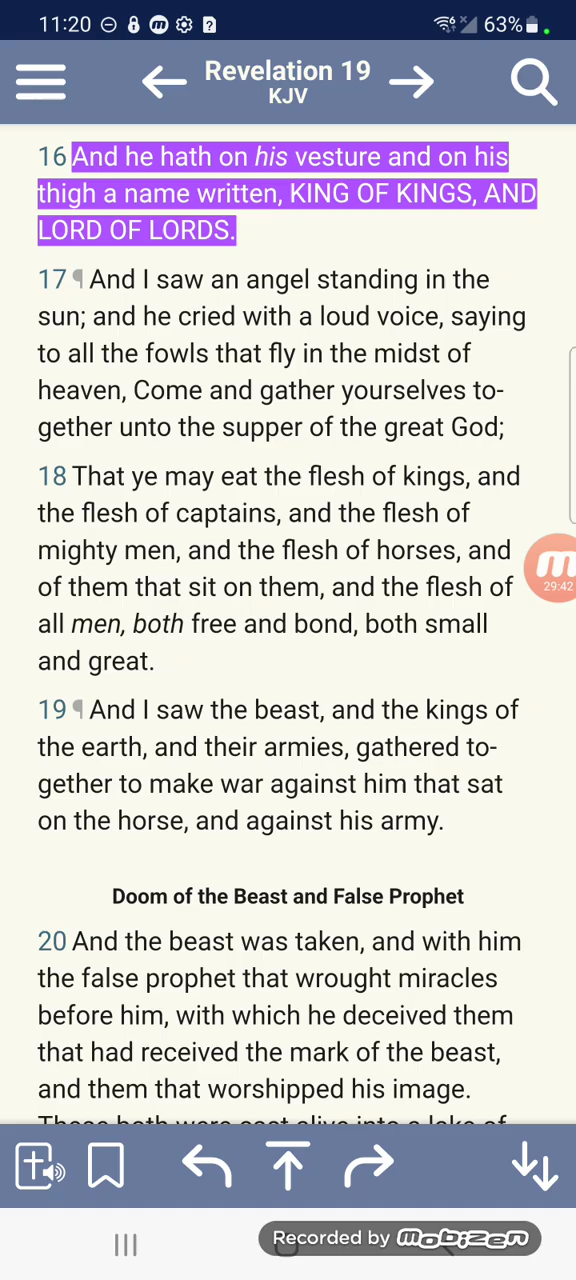 11:20 63%
Revelation 19
KJV
16 And he hath on his vesture and on his
thigh a name written, KING OF KINGS, AND
LORD OF LORDS.
17 ¶ And I saw an angel standing in the
sun; and he cried with a loud voice, saying
to all the fowls that fly in the midst of
heaven, Come and gather yourselves to-
gether unto the supper of the great God;
18 That ye may eat the flesh of kings, and
the flesh of captains, and the flesh of
mighty men, and the flesh of horses, and
of them that sit on them, and the flesh of
all men, both free and bond, both small
and great.
m
29:42
19 ¶ And I saw the beast, and the kings of
the earth, and their armies, gathered to-
gether to make war against him that sat
on the horse, and against his army.
Doom of the Beast and False Prophet
20 And the beast was taken, and with him
the false prophet that wrought miracles
before him, with which he deceived them
that had received the mark of the beast,
and them that worshipped his image.
These both were cast alive into a lake of
Recorded by mobizen